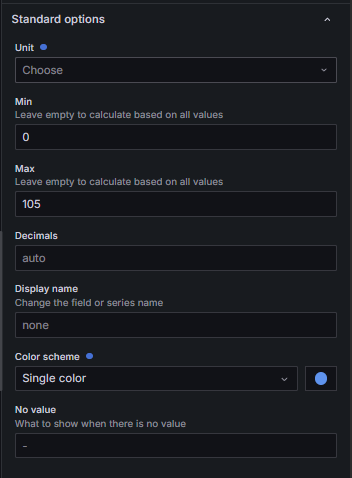 Standard options
Unit
Choose
Min
Leave empty to calculate based on all values
0
Max
Leave empty to calculate based on all values
105
Decimals
auto
Display name
Change the field or series name
none
Color scheme
Single color
No value
What to show when there is no value
-